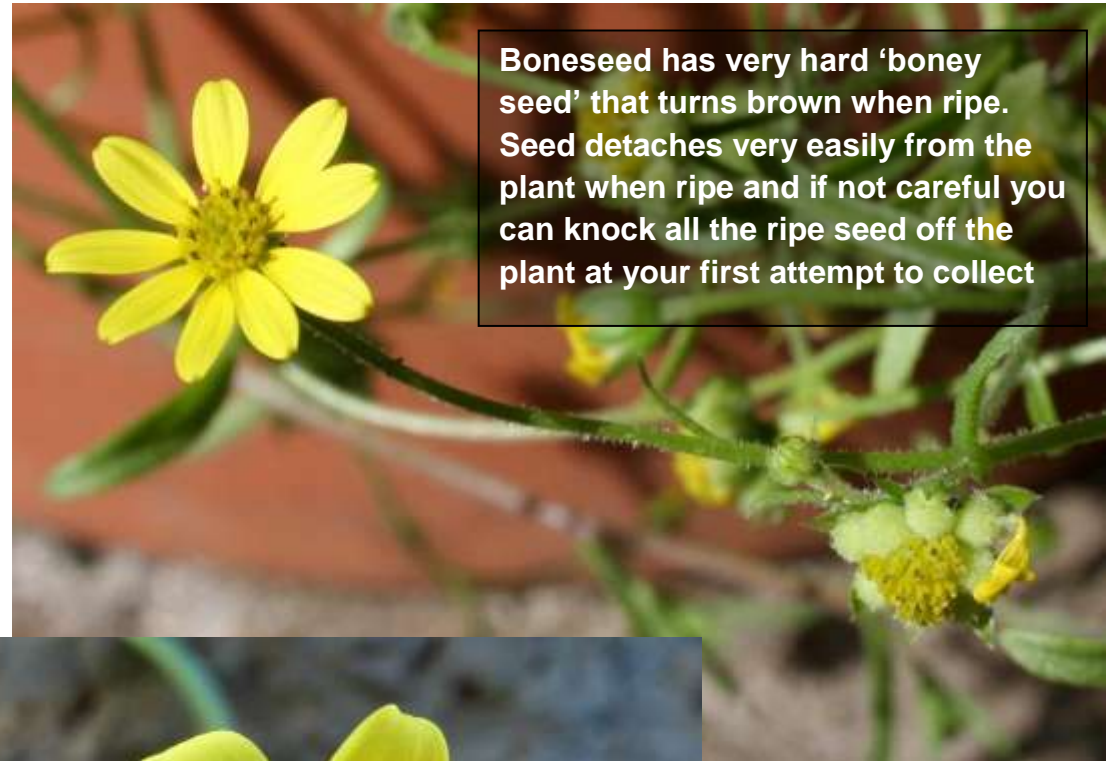 Boneseed has very hard ‘boney
seed’ that turns brown when ripe.
Seed detaches very easily from the
plant when ripe and if not careful you
can knock all the ripe seed off the
plant at your first attempt to collect